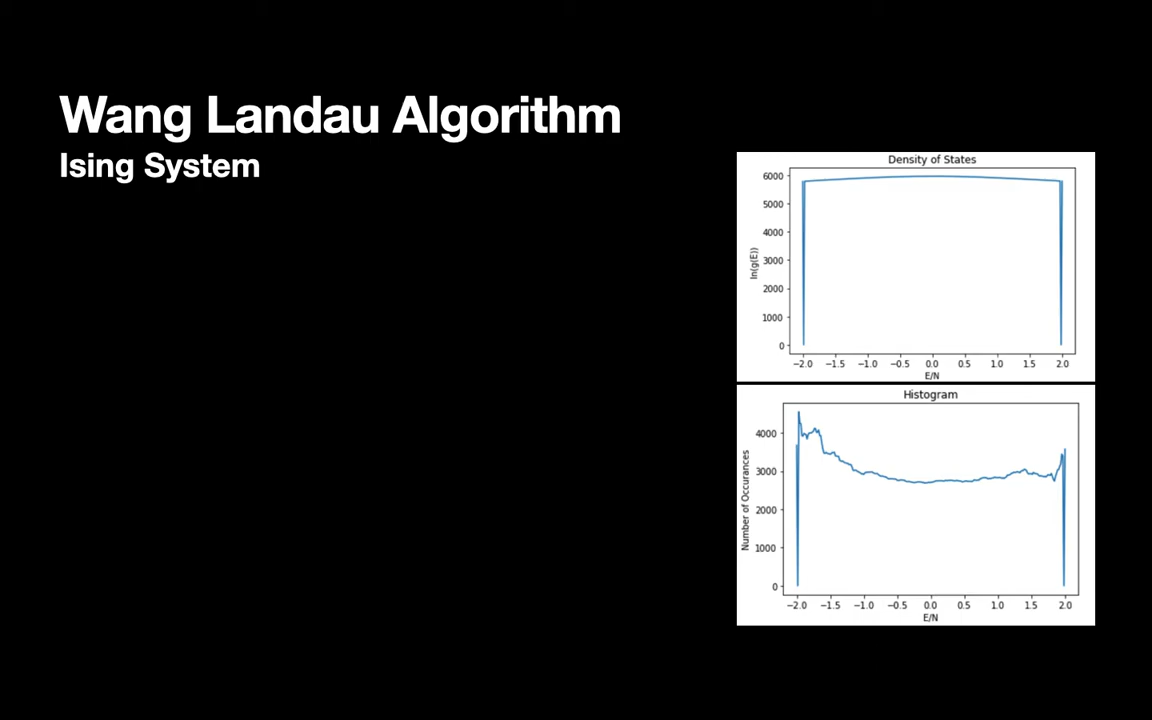 Wang Landau Algorithm
Ising System
Density of States
6000
5000
4000
3000
2000
1000
0
ln(g(E))
−2.0 −1.5 −1.0 −0.5 0.0 0.5 1.0 1.5 2.0
E/N
Histogram
4000
3000
2000
1000
0
Number of Occurances
−2.0 −1.5 −1.0 −0.5 0.0 0.5 1.0 1.5 2.0
E/N